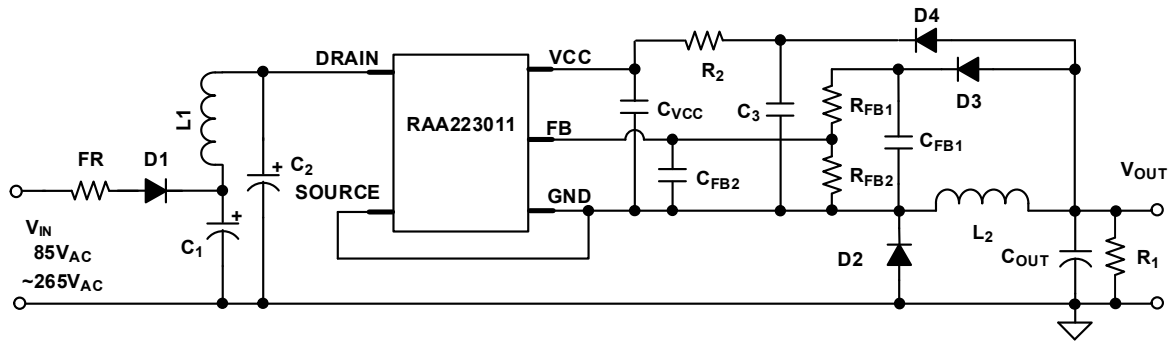 D4
DRAIN
VCC
R2
D3
L1
RAA223011
CVCC
C3
RFB1
FB
CFB1
FR
D1
C2
CFB2
RFB2
SOURCE
GND
VOUT
VIN
85VAC
~265VAC
C1
D2
L2
COUT
R1